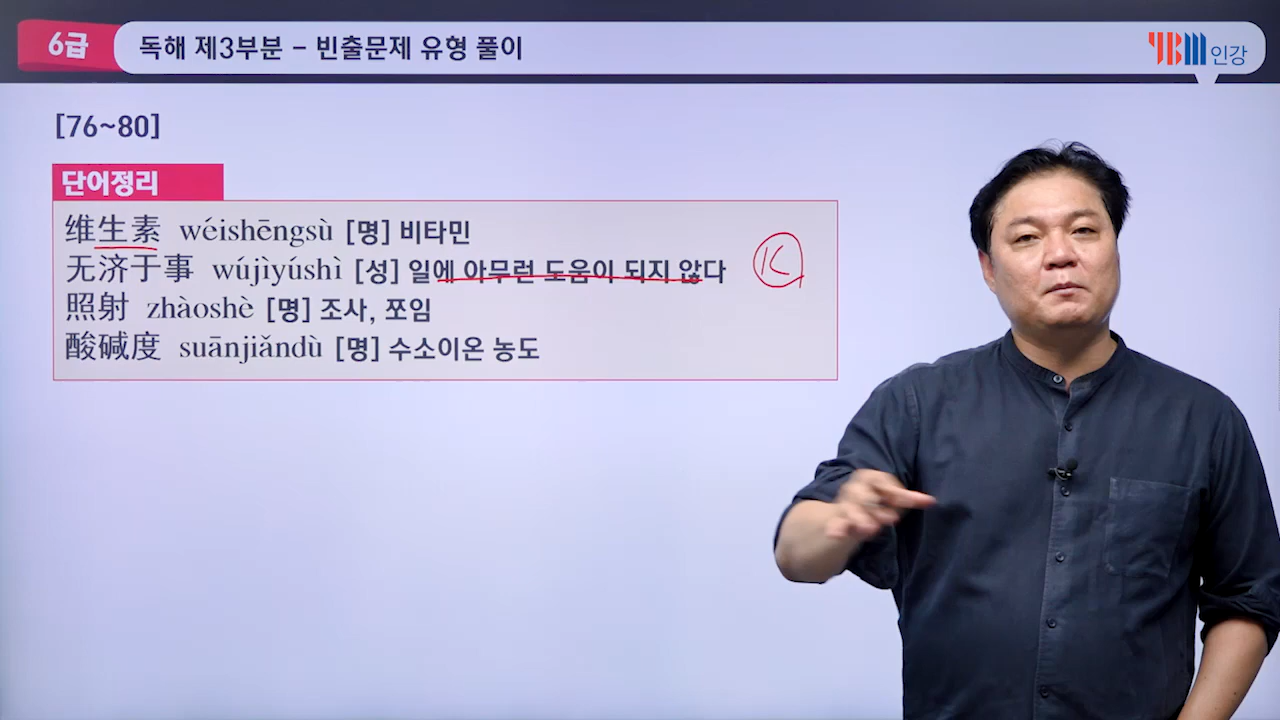 6급
독해 제3부분 – 빈출문제 유형 풀이
YBM 인강
[76~80]
단어정리
维生素 wéishēngsù [명] 비타민
无济于事 wújìyúshì [성] 일에 아무런 도움이 되지 않다
照射 zhàoshè [명] 조사, 쪼임
酸碱度 suānjiǎndù [명] 수소이온 농도